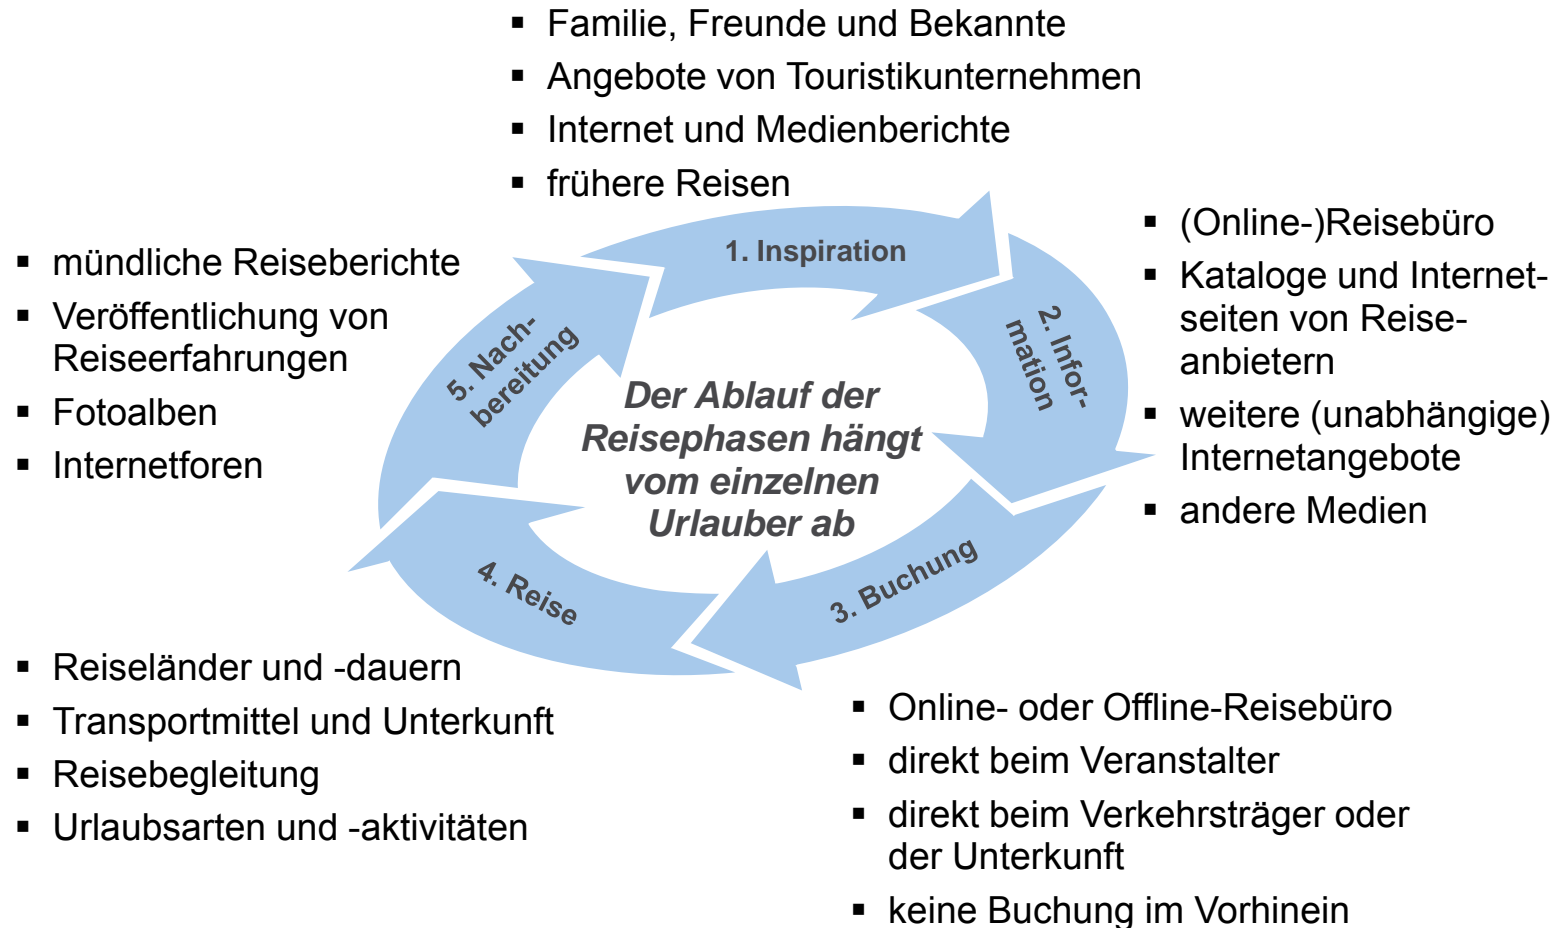 ▪ Familie, Freunde und Bekannte
▪ Angebote von Touristikunternehmen
▪ Internet und Medienberichte
▪ frühere Reisen
1. Inspiration
▪ (Online-)Reisebüro
▪ Kataloge und Internet-
seiten von Reise-
anbietern
▪ weitere (unabhängige)
Internetangebote
▪ andere Medien
2. Infor-
mation
▪ mündliche Reiseberichte
▪ Veröffentlichung von
Reiseerfahrungen
▪ Fotoalben
▪ Internetforen
5. Nach-
bereitung
Der Ablauf der
Reisephasen hängt
vom einzelnen
Urlauber ab
3. Buchung
4. Reise
▪ Reiseländer und -dauern
▪ Transportmittel und Unterkunft
▪ Reisebegleitung
▪ Urlaubsarten und -aktivitäten
▪ Online- oder Offline-Reisebüro
▪ direkt beim Veranstalter
▪ direkt beim Verkehrsträger oder
der Unterkunft
▪ keine Buchung im Vorhinein